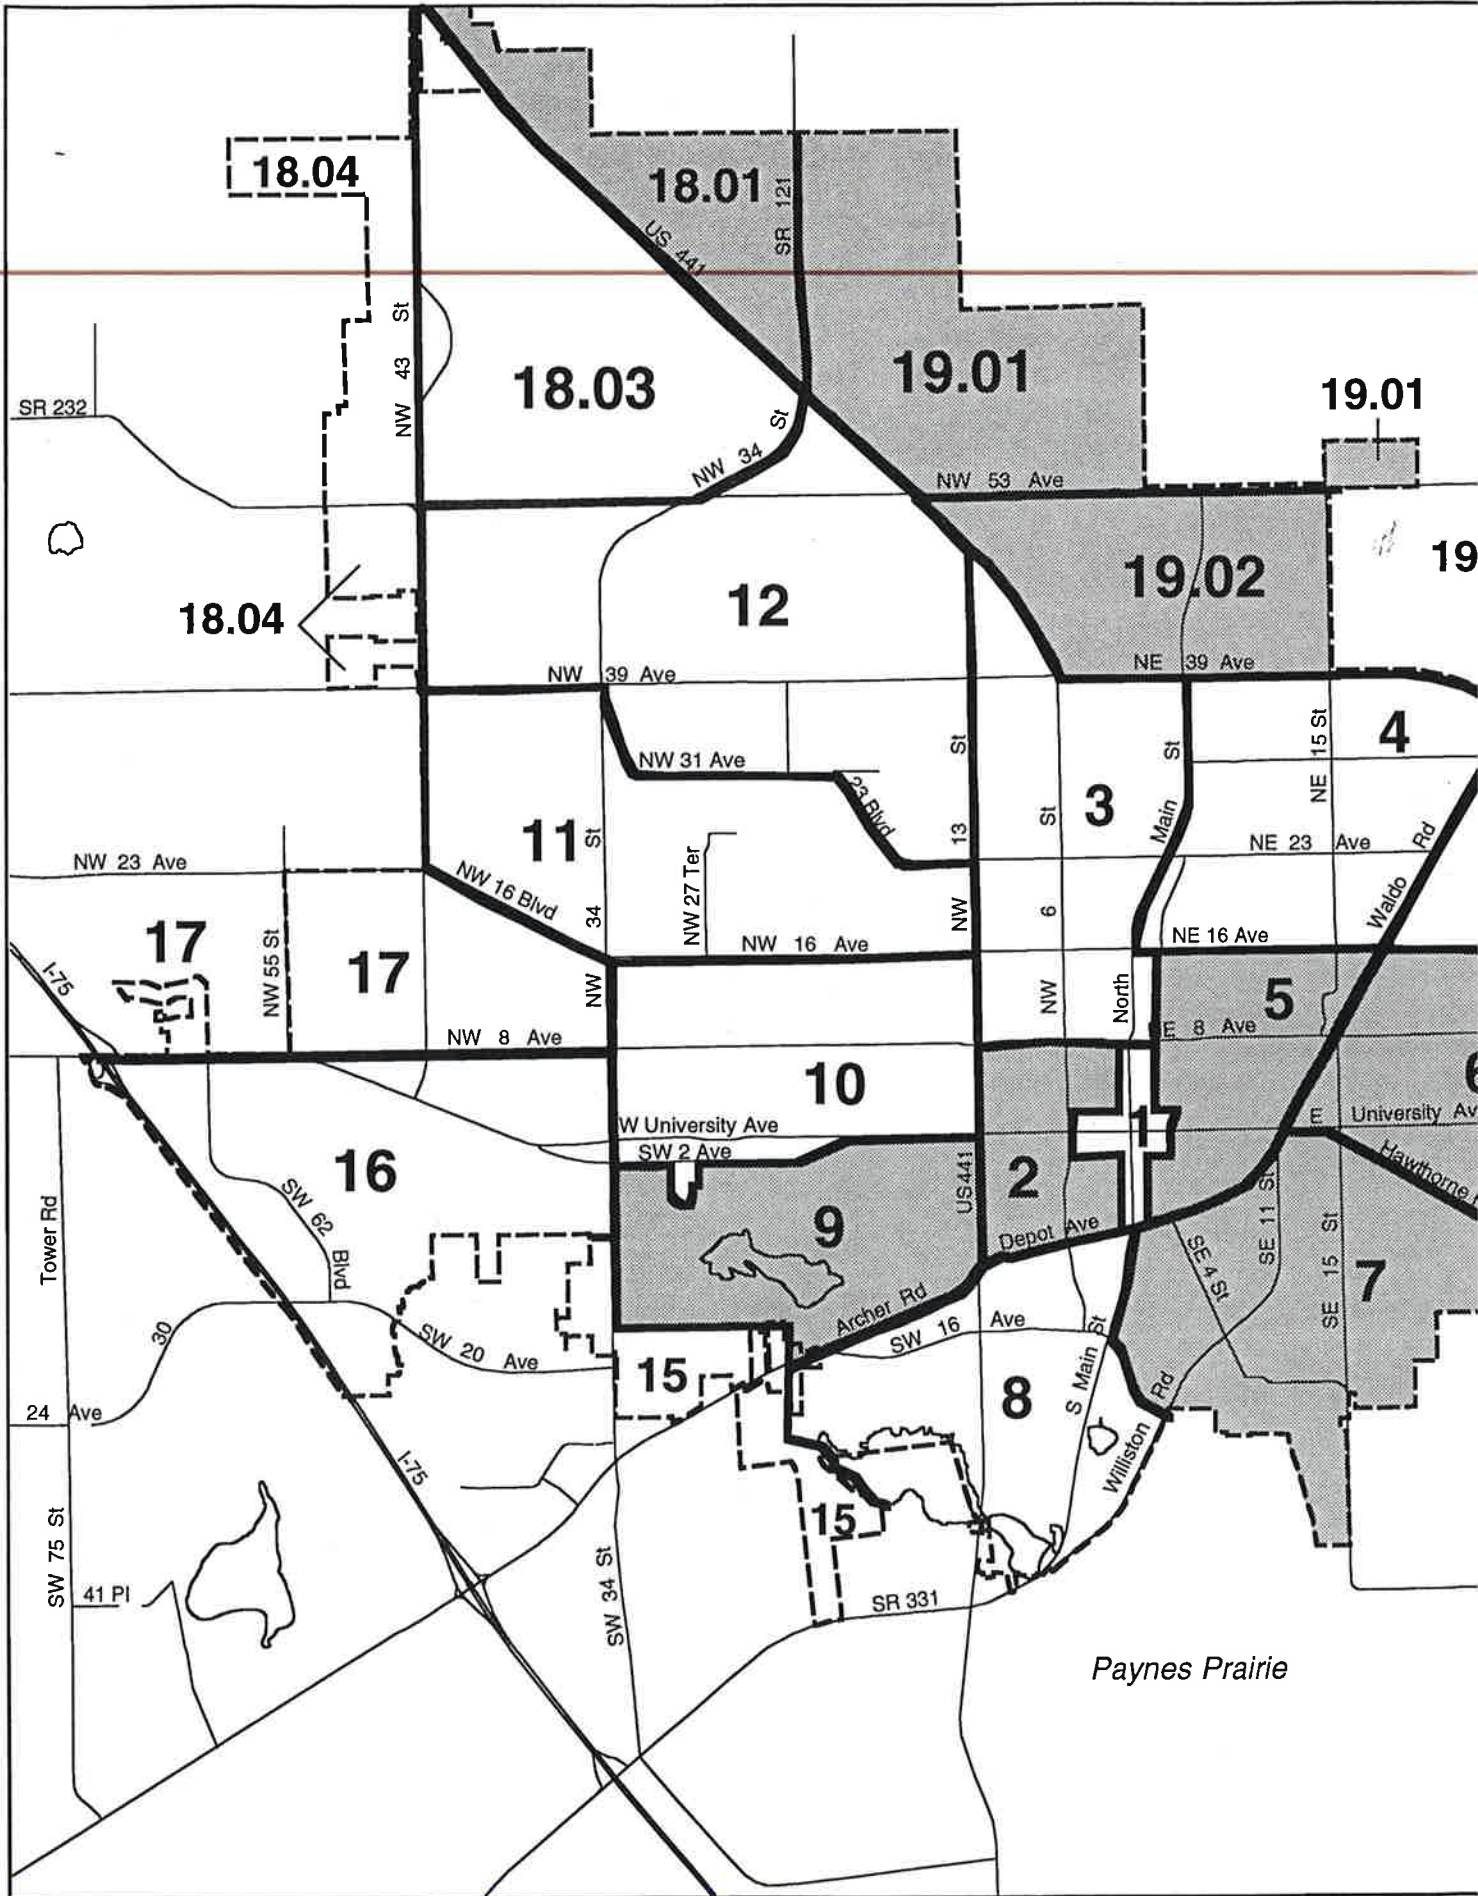 18.04
18.01
SR 121
US 441
NW 43 St
18.03
19.01
19.01
SR 232
NW 34 St
NW 53 Ave
19
18.04
12
19.02
NW 39 Ave
NE 39 Ave
NW 31 Ave
23 Blvd
NW 13 St
NW 6 St
3
Main St
NE 15 St
4
NE 23 Ave
Waldo Rd
11
NW 34 St
NW 23 Ave
NW 16 Blvd
NW 27 Ter
NW 16 Ave
NE 16 Ave
17
NW 55 St
17
I-75
North
5
NW 8 Ave
E 8 Ave
10
6
W University Ave
E University Av
SW 2 Ave
1
Hawthorne
16
US441
2
9
Depot Ave
Tower Rd
SW 62 Blvd
SE 4 St
SE 11 St
SE 15 St
7
Archer Rd
30
SW 20 Ave
SW 16 Ave
15
S Main St
8
24 Ave
Williston Rd
I-75
15
SW 75 St
41 Pl
SW 34 St
SR 331
Paynes Prairie